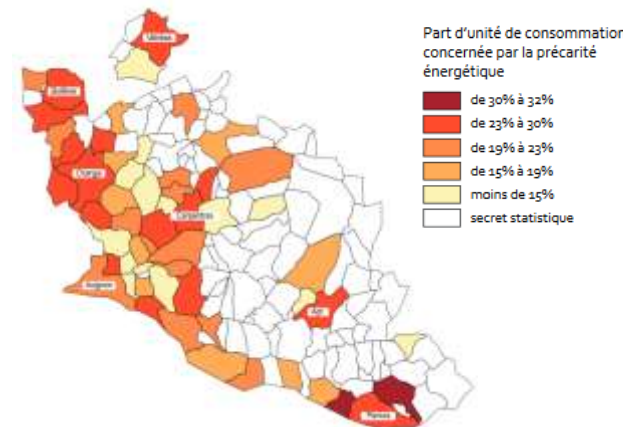 Part d'unité de consommation
concernée par la précarité
énergétique
de 30% à 32%
de 23% à 30%
de 19% à 23%
de 15% à 19%
moins de 15%
secret statistique
Valréas
Bollène
Orange
Carpentras
Avignon
Apt
Pertuis